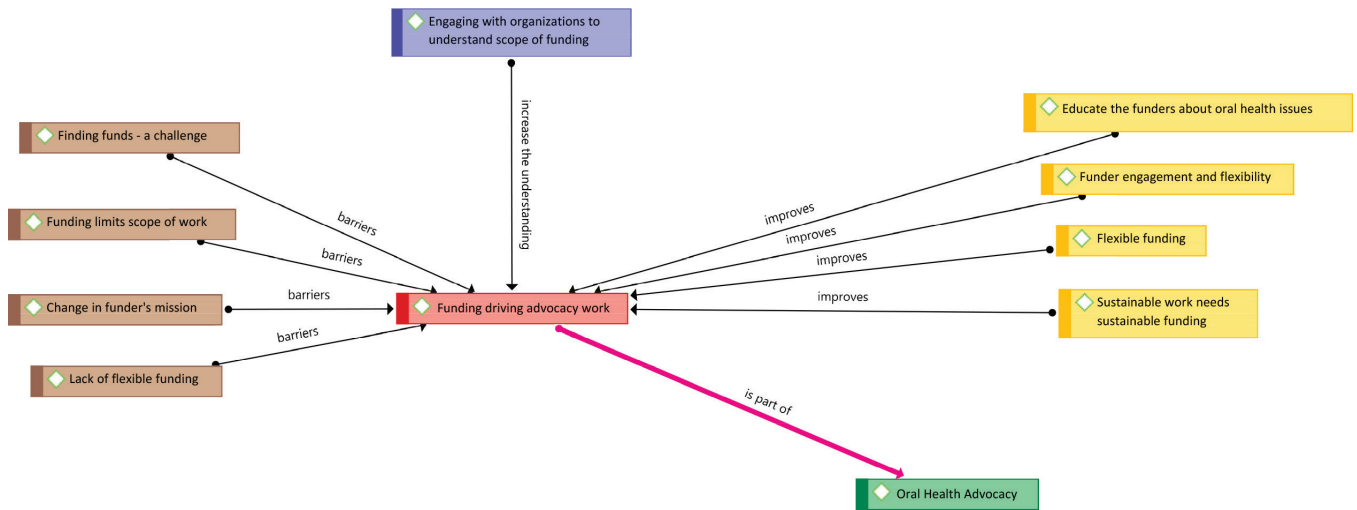 Engaging with organizations to
understand scope of funding
increase the understanding
Finding funds - a challenge
Funding limits scope of work
Change in funder's mission
Lack of flexible funding
barriers
barriers
barriers
barriers
Funding driving advocacy work
Educate the funders about oral health issues
Funder engagement and flexibility
Flexible funding
Sustainable work needs
sustainable funding
improves
improves
improves
improves
is part of
Oral Health Advocacy